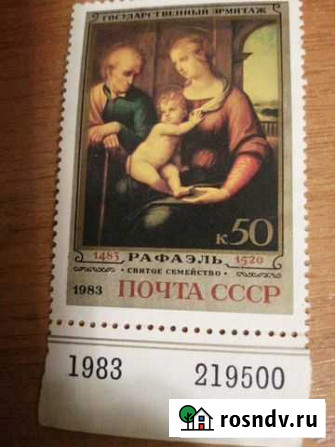 ГОСУДАРСТВЕННЫЙ ЭРМИТАЖ
к 50
1483 РАФАЭЛЬ 1520
· СВЯТОЕ СЕМЕЙСТВО ·
1983 ПОЧТА СССР
1983 219500
rosndv.ru